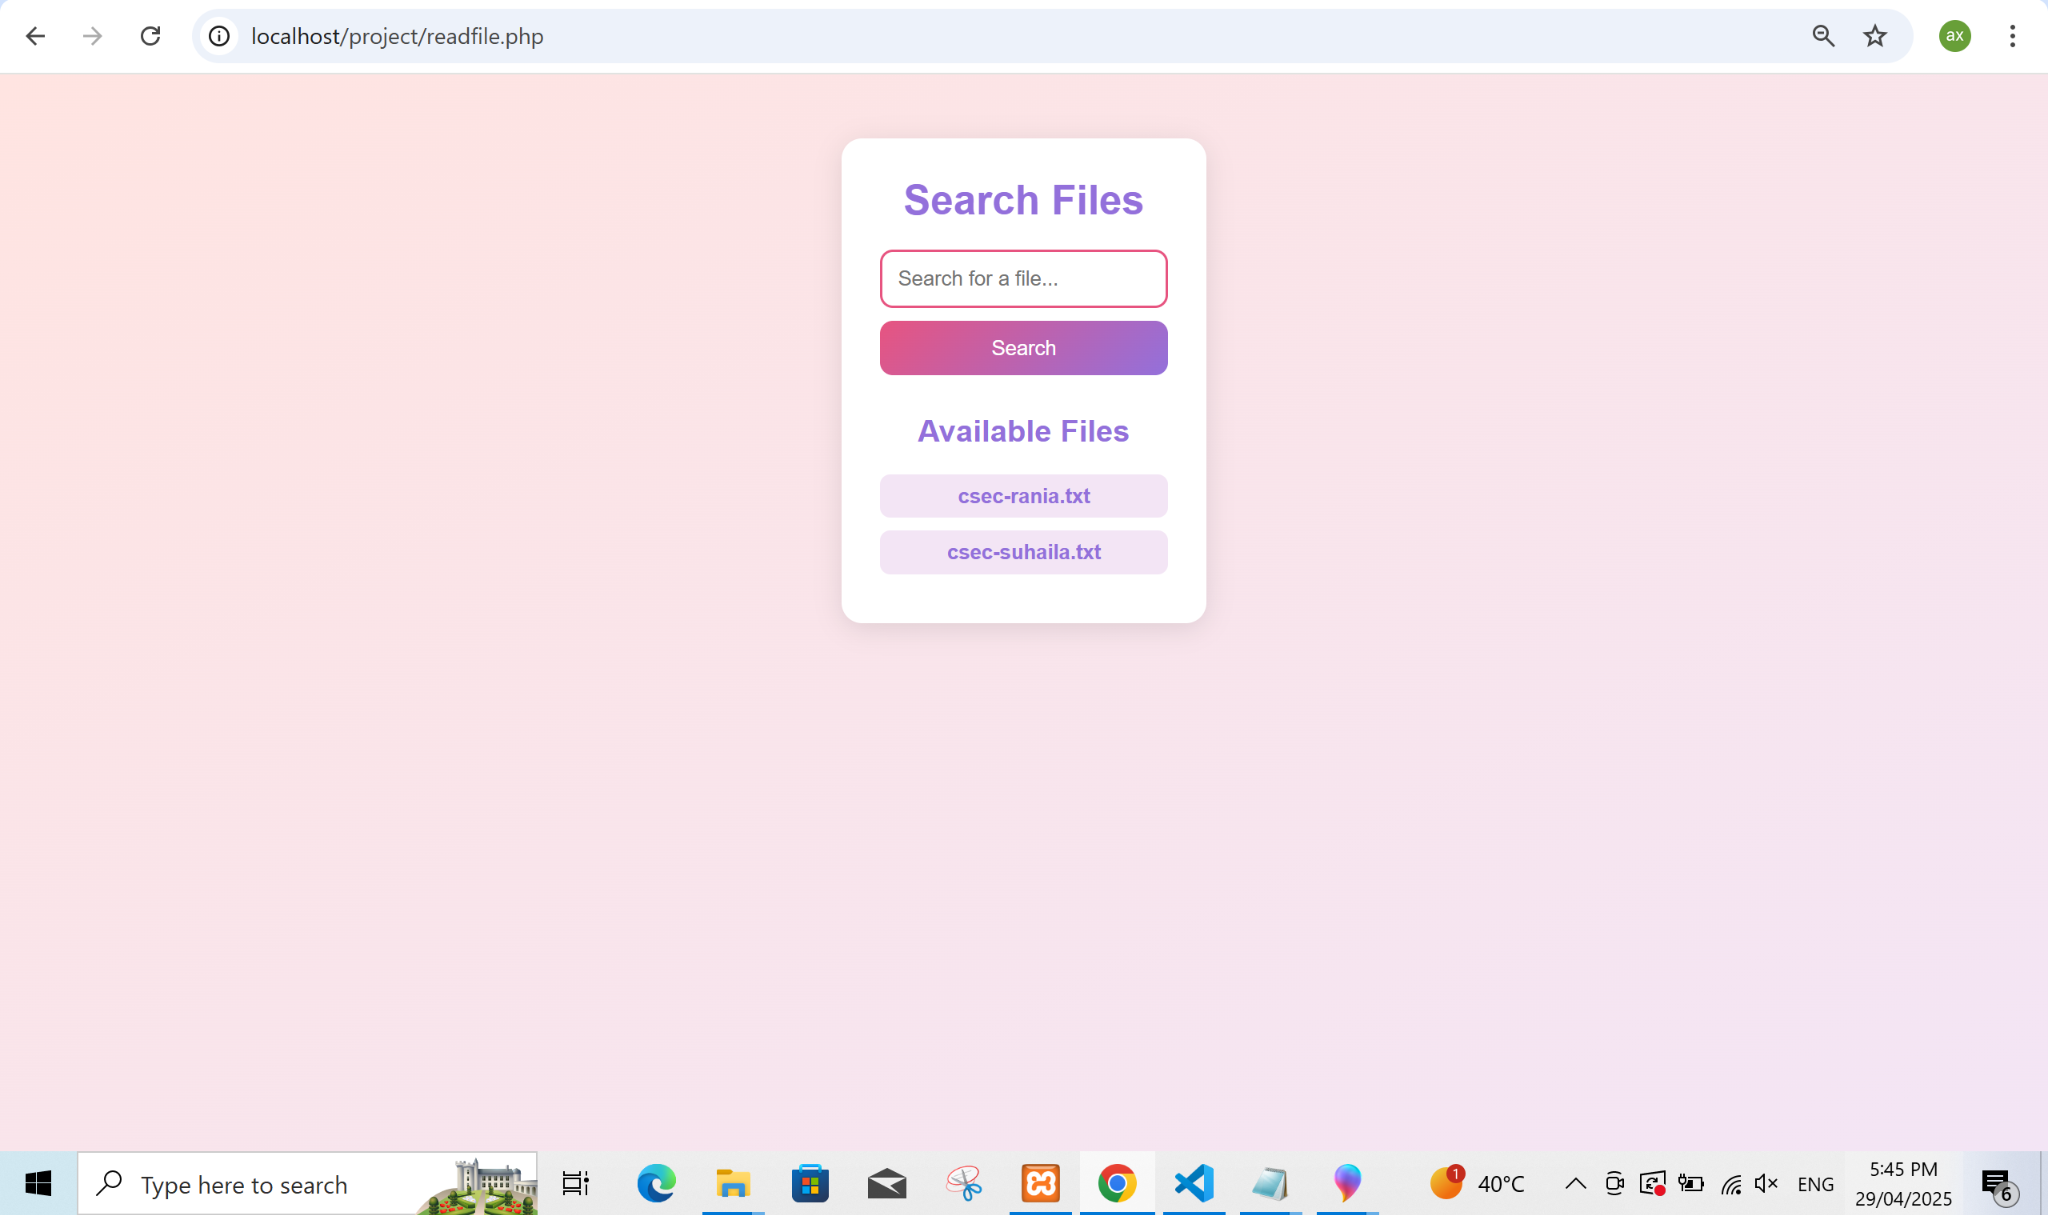 localhost/project/readfile.php
ax
Search Files
Search for a file...
Search
Available Files
csec-rania.txt
csec-suhaila.txt
Type here to search
1
40°C
ENG
5:45 PM
29/04/2025
6